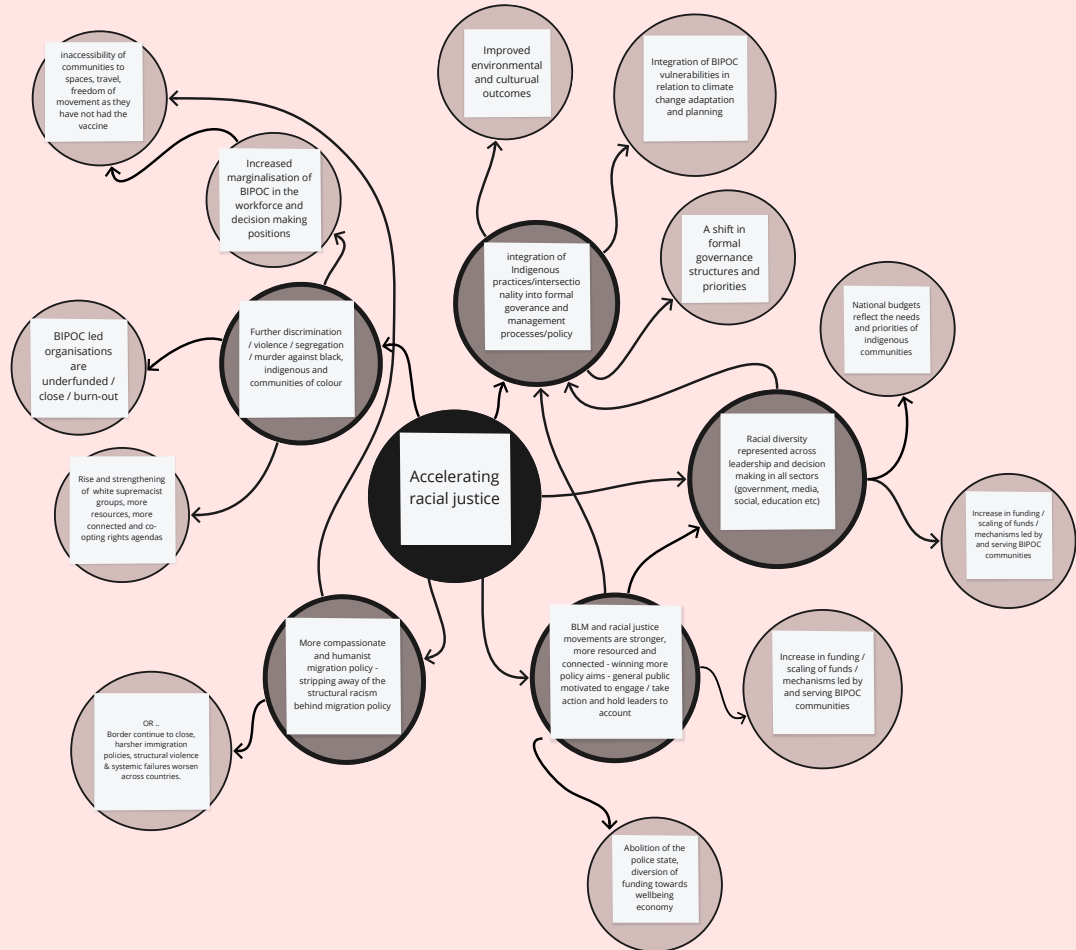 inaccessibility of
communities to
spaces, travel,
freedom of
movement as they
have not had the
vaccine
Improved
environmental
and cultururual
outcomes
Integration of BIPOC
vulnerabilities in
relation to climate
change adaptation
and planning
Increased
marginalisation of
BIPOC in the
workforce and
decision making
positions
A shift in
formal
governance
structures and
priorities
integration of
Indigenous
practices/intersectio
nality into formal
goverance and
management
processes/policy
National budgets
reflect the needs
and priorities of
indigenous
communities
BIPOC led
organisations
are
underfunded /
close / burn-out
Further discrimination
/ violence / segregation
/ murder against black,
indigenous and
communities of colour
Accelerating
racial justice
Racial diversity
represented across
leadership and decision
making in all sectors
(government, media,
social, education etc)
Rise and strengthening
of white supremacist
groups, more
resources, more
connected and co-
opting rights agendas
Increase in funding /
scaling of funds /
mechanisms led by
and serving BIPOC
communities
More compassionate
and humanist
migration policy -
stripping away of the
structural racism
behind migration policy
BLM and racial justice
movements are stronger,
more resourced and
connected - winning more
policy aims - general public
motivated to engage / take
action and hold leaders to
account
Increase in funding /
scaling of funds /
mechanisms led by
and serving BIPOC
communities
OR ..
Border continue to close,
harsher immigration
policies, structural violence
& systemic failures worsen
across countries.
Abolition of the
police state,
diversion of
funding towards
wellbeing
economy